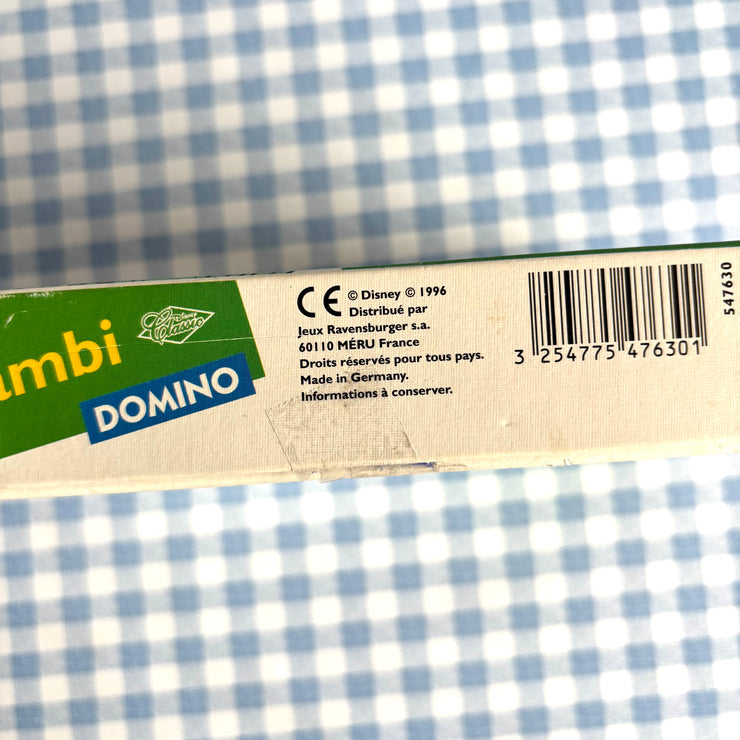 ambi
Disney
Classic
DOMINO
CE © Disney © 1996
Distribué par
Jeux Ravensburger s.a.
60110 MÉRU France
Droits réservés pour tous pays.
Made in Germany.
Informations à conserver.
3 254775 476301
547630